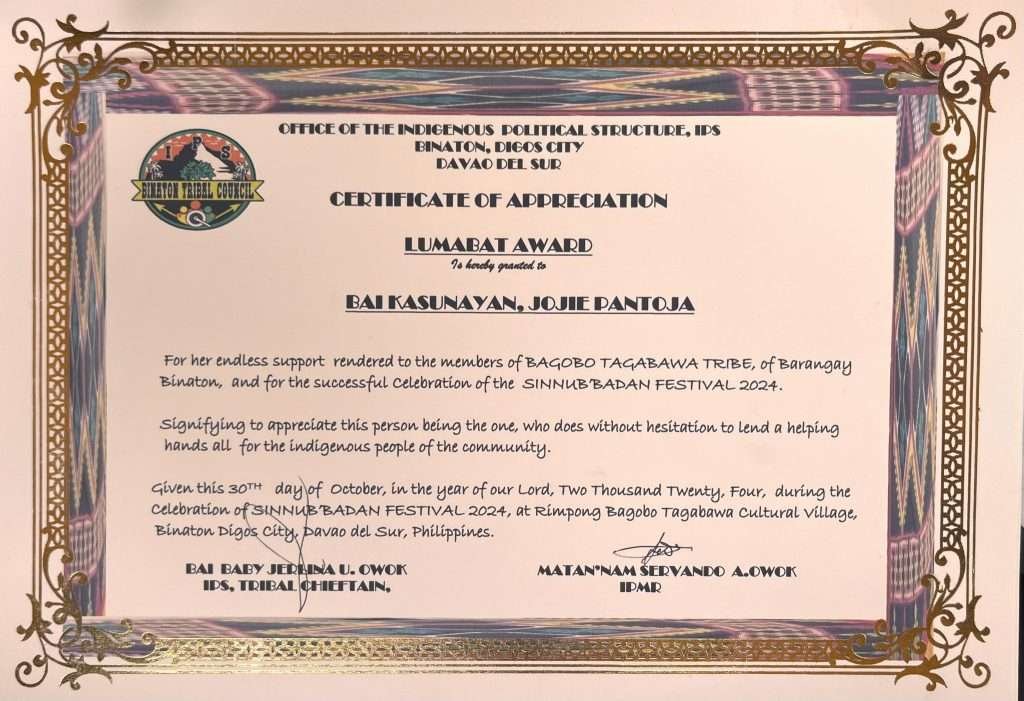 OFFICE OF THE INDIGENOUS POLITICAL STRUCTURE, IPS
BINATON, DIGOS CITY
DAVAO DEL SUR
I P S
BINATON TRIBAL COUNCIL
CERTIFICATE OF APPRECIATION
LUMABAT AWARD
Is hereby granted to
BAI KASUNAYAN, JOJIE PANTOJA
For her endless support rendered to the members of BAGOBO TAGABAWA TRIBE, of Barangay
Binaton, and for the successful Celebration of the SINNUB'BADAN FESTIVAL 2024.
Signifying to appreciate this person being the one, who does without hesitation to lend a helping
hands all for the indigenous people of the community.
Given this 30TH day of October, in the year of our Lord, Two Thousand Twenty, Four, during the
Celebration of SINNUB'BADAN FESTIVAL 2024, at Rimpong Bagobo Tagabawa Cultural Village,
Binaton Digos City, Davao del Sur, Philippines.
BAI BABY JERLINA U. OWOK
IPS, TRIBAL CHIEFTAIN,
MATAN'NAM SERVANDO A.OWOK
IPMR